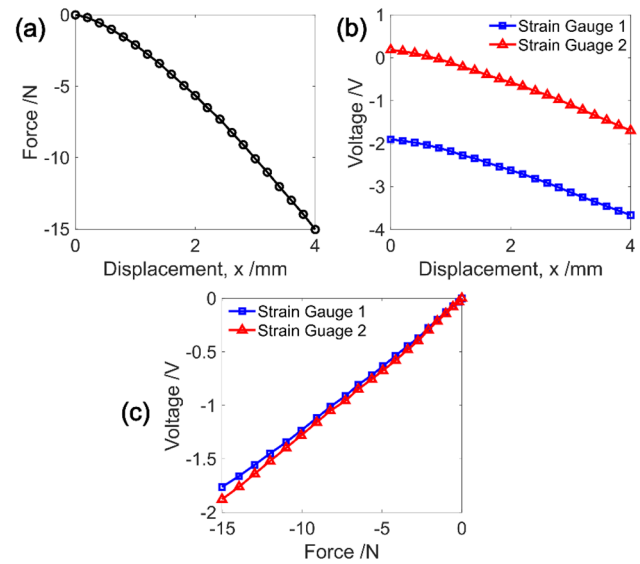 (a)
0
-5
-10
-15
Force /N
0
2
4
Displacement, x /mm
(b)
Strain Gauge 1
Strain Guage 2
1
0
-1
-2
-3
-4
Voltage /V
0
2
4
Displacement, x /mm
(c)
Strain Gauge 1
Strain Guage 2
0
-0.5
-1
-1.5
-2
Voltage /V
-15
-10
-5
0
Force /N